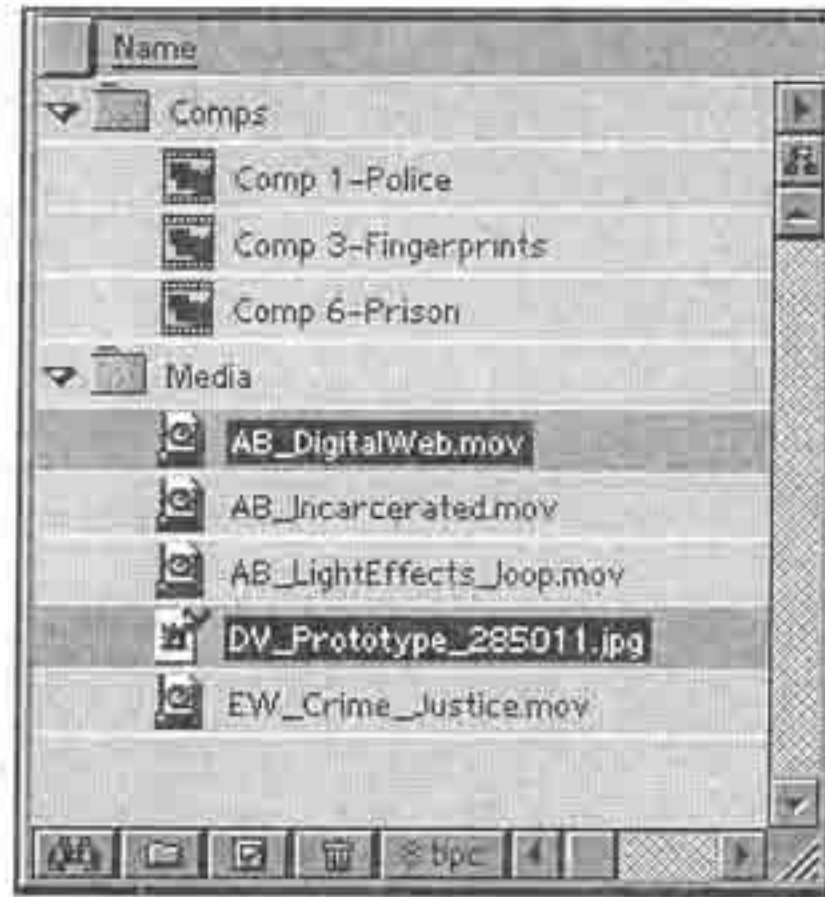 Name
Comps
Comp 1-Police
Comp 3-Fingerprints
Comp 6-Prison
Media
AB_DigitalWeb.mov
AB_Incarcerated.mov
AB_LightEffects_loop.mov
DV_Prototype_285011.jpg
EW_Crime_Justice.mov
bpc